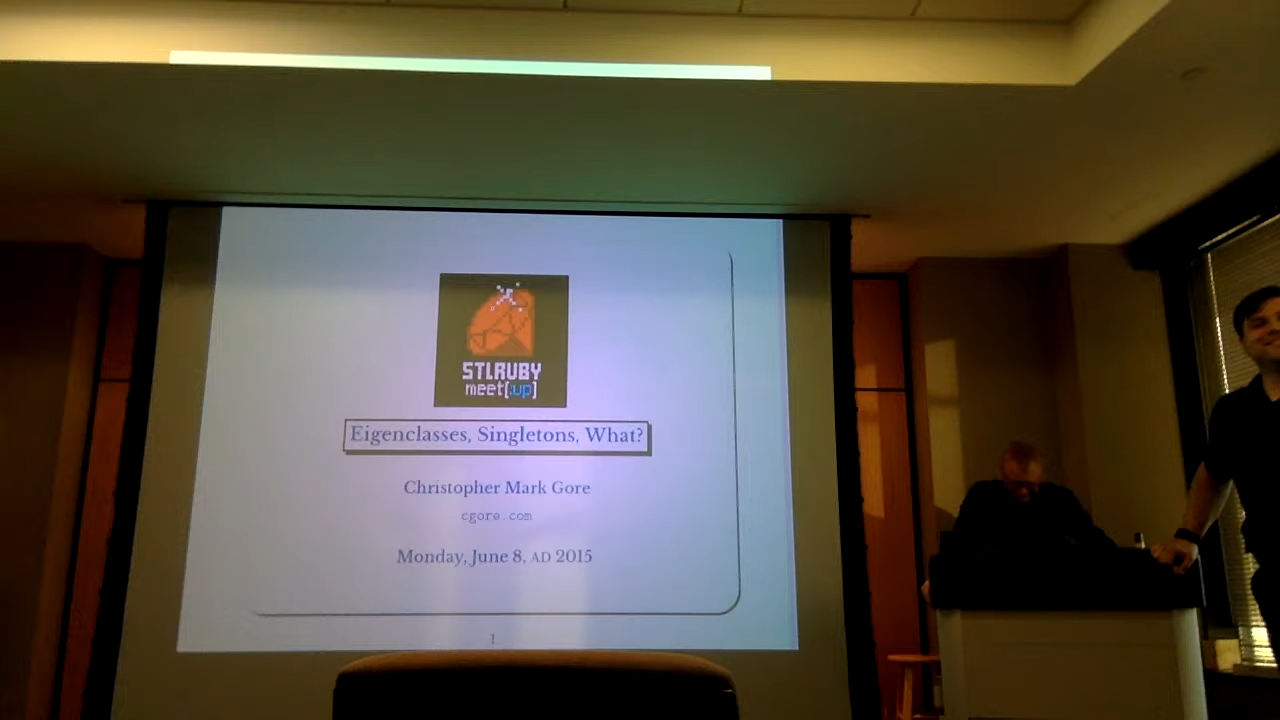 STLRUBY
meet[:up]
Eigenclasses, Singletons, What?
Christopher Mark Gore
cgore.com
Monday, June 8, AD 2015
1